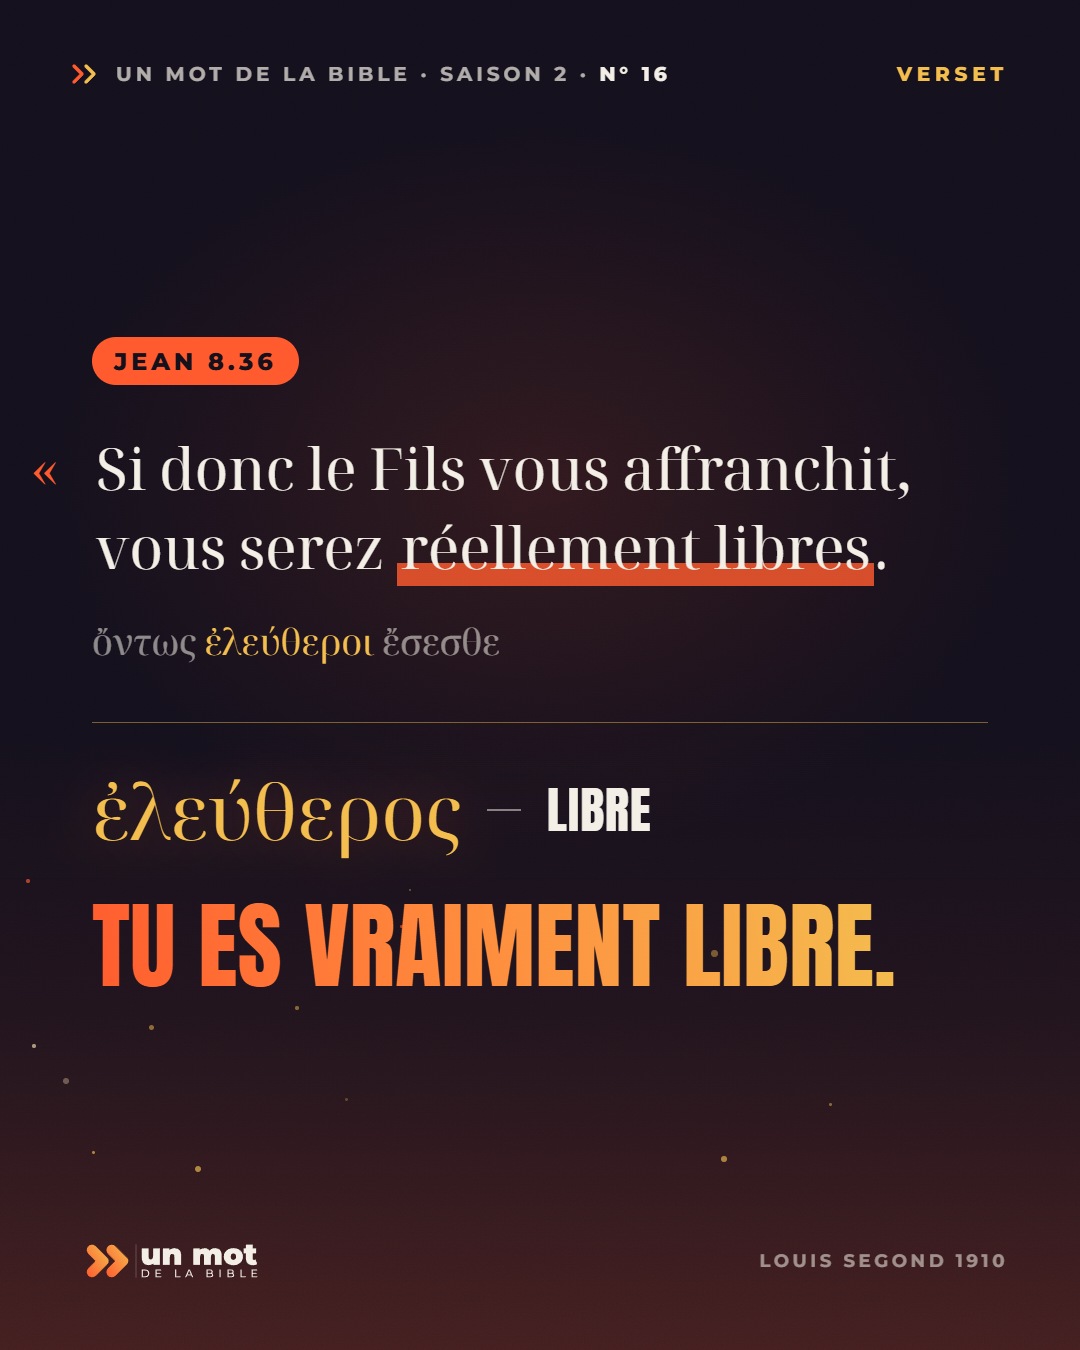 UN MOT DE LA BIBLE · SAISON 2 · N° 16
VERSET
JEAN 8.36
« Si donc le Fils vous affranchit,
vous serez réellement libres.
ὄντως ἐλεύθεροι ἔσεσθε
ἐλεύθερος — LIBRE
TU ES VRAIMENT LIBRE.
un mot
DE LA BIBLE
LOUIS SEGOND 1910